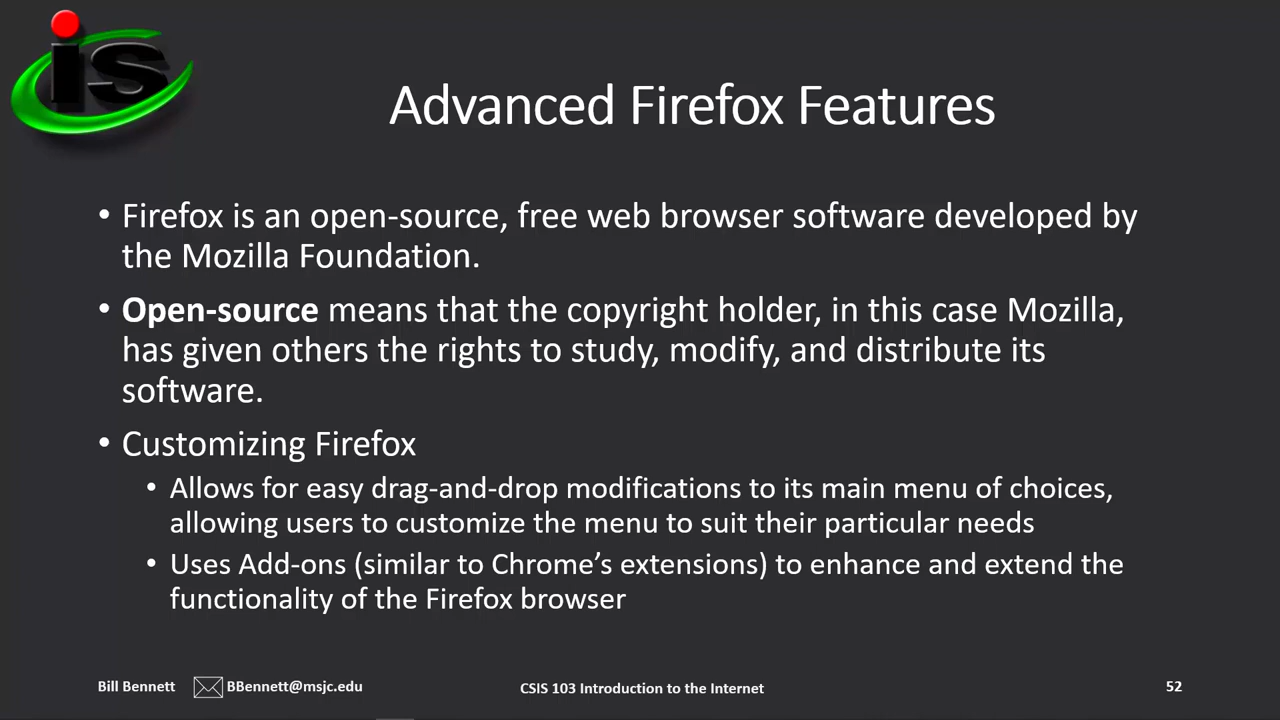 is
Advanced Firefox Features
• Firefox is an open-source, free web browser software developed by
the Mozilla Foundation.
• Open-source means that the copyright holder, in this case Mozilla,
has given others the rights to study, modify, and distribute its
software.
• Customizing Firefox
• Allows for easy drag-and-drop modifications to its main menu of choices,
allowing users to customize the menu to suit their particular needs
• Uses Add-ons (similar to Chrome’s extensions) to enhance and extend the
functionality of the Firefox browser
Bill Bennett BBennett@msjc.edu CSIS 103 Introduction to the Internet 52